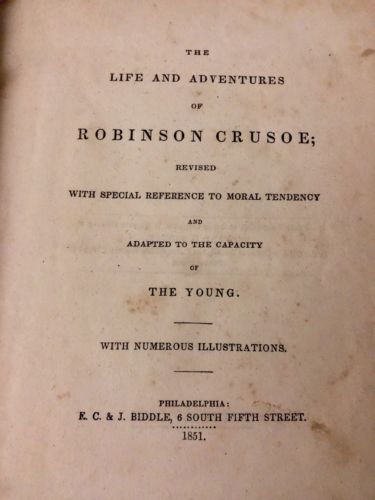 THE
LIFE AND ADVENTURES
OF
ROBINSON CRUSOE;
REVISED
WITH SPECIAL REFERENCE TO MORAL TENDENCY
AND
ADAPTED TO THE CAPACITY
OF
THE YOUNG.
WITH NUMEROUS ILLUSTRATIONS.
PHILADELPHIA:
E. C. & J. BIDDLE, 6 SOUTH FIFTH STREET.
1851.